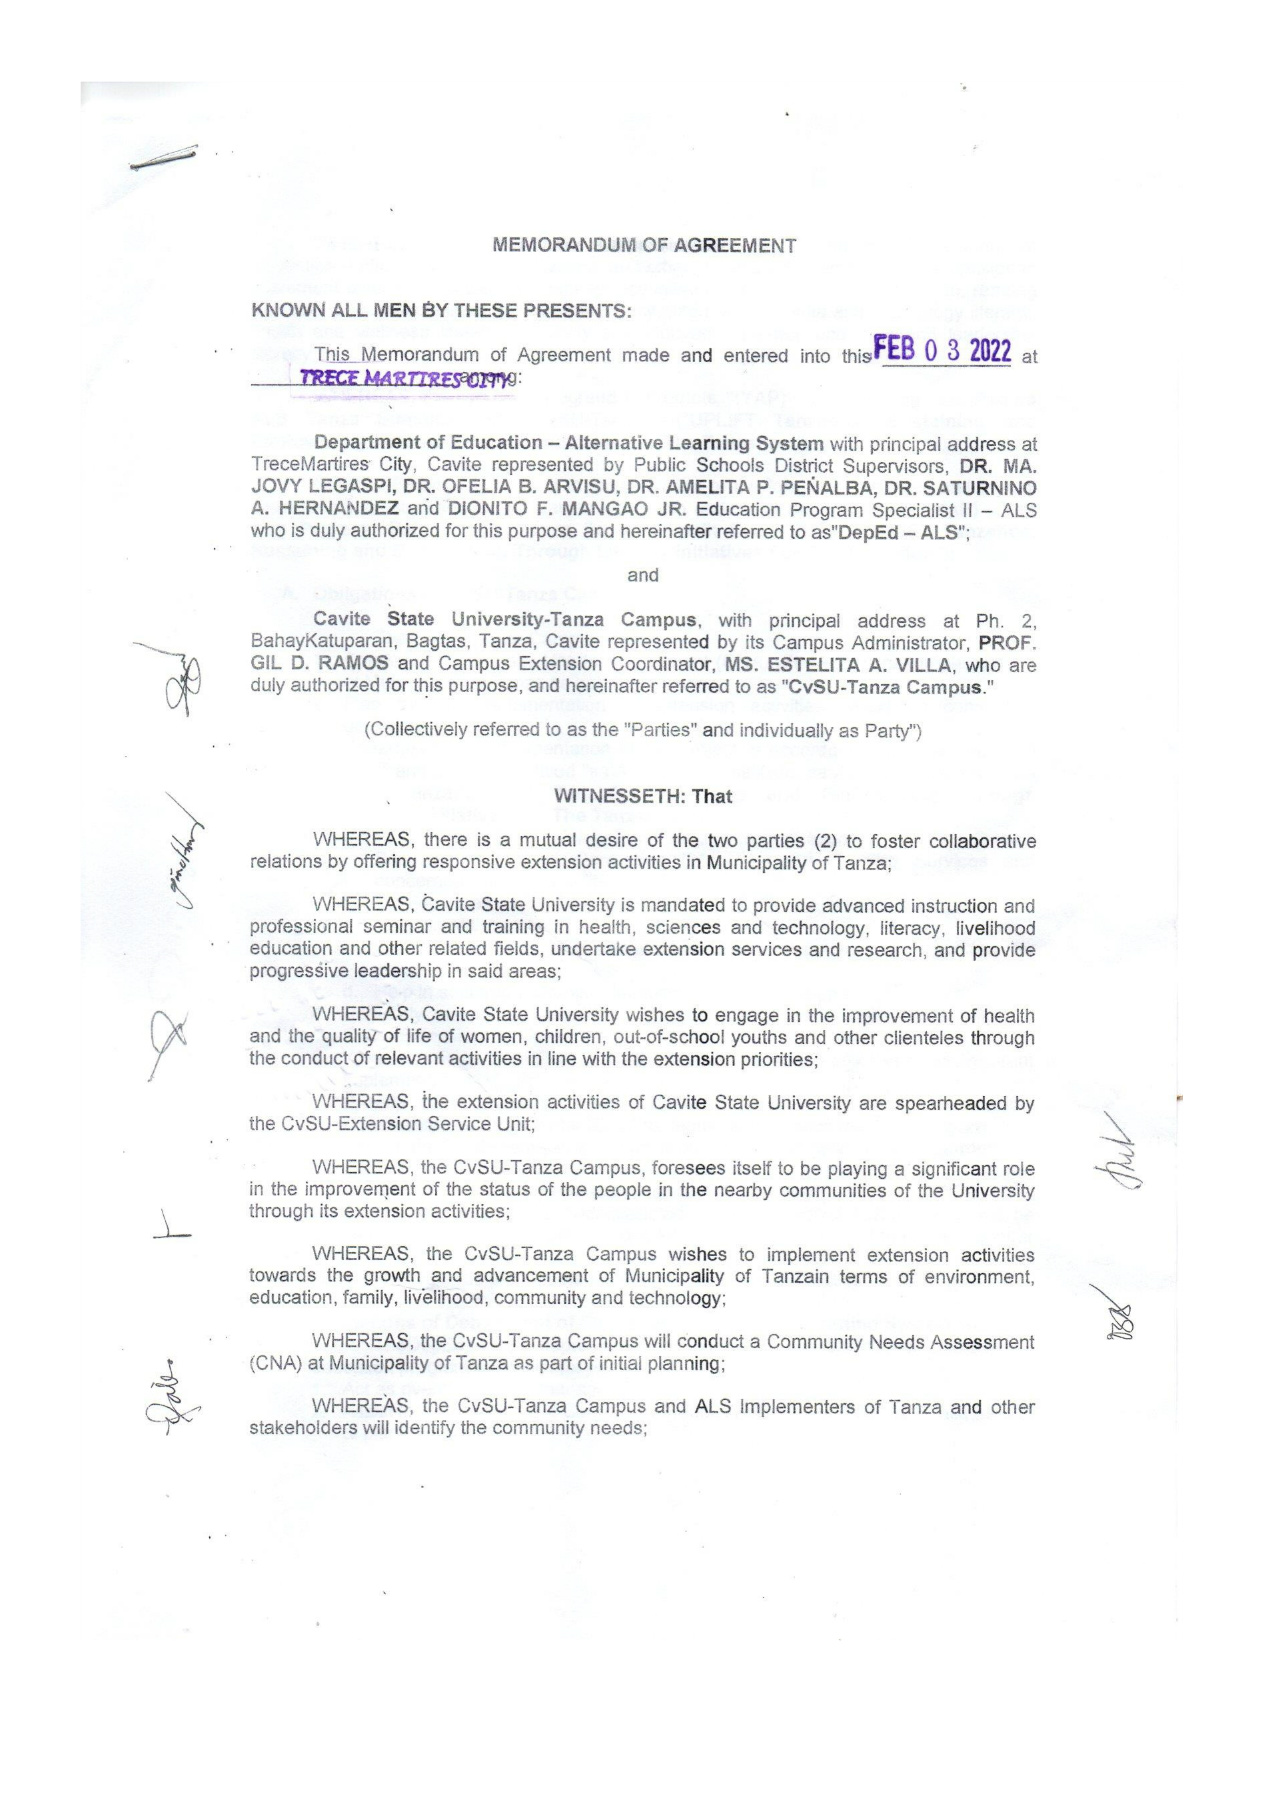 MEMORANDUM OF AGREEMENT
KNOWN ALL MEN BY THESE PRESENTS:
This Memorandum of Agreement made and entered into this FEB 03 2022 at
TRECE MARTIRES CITY among:
Department of Education – Alternative Learning System with principal address at
TreceMartires City, Cavite represented by Public Schools District Supervisors, DR. MA.
JOVY LEGASPI, DR. OFELIA B. ARVISU, DR. AMELITA P. PEÑALBA, DR. SATURNINO
A. HERNANDEZ and DIONITO F. MANGAO JR. Education Program Specialist II – ALS
who is duly authorized for this purpose and hereinafter referred to as"DepEd – ALS";
and
Cavite State University-Tanza Campus, with principal address at Ph. 2,
BahayKatuparan, Bagtas, Tanza, Cavite represented by its Campus Administrator, PROF.
GIL D. RAMOS and Campus Extension Coordinator, MS. ESTELITA A. VILLA, who are
duly authorized for this purpose, and hereinafter referred to as "CvSU-Tanza Campus."
(Collectively referred to as the "Parties" and individually as Party")
WITNESSETH: That
WHEREAS, there is a mutual desire of the two parties (2) to foster collaborative
relations by offering responsive extension activities in Municipality of Tanza;
WHEREAS, Cavite State University is mandated to provide advanced instruction and
professional seminar and training in health, sciences and technology, literacy, livelihood
education and other related fields, undertake extension services and research, and provide
progressive leadership in said areas;
WHEREAS, Cavite State University wishes to engage in the improvement of health
and the quality of life of women, children, out-of-school youths and other clienteles through
the conduct of relevant activities in line with the extension priorities;
WHEREAS, the extension activities of Cavite State University are spearheaded by
the CvSU-Extension Service Unit;
WHEREAS, the CvSU-Tanza Campus, foresees itself to be playing a significant role
in the improvement of the status of the people in the nearby communities of the University
through its extension activities;
WHEREAS, the CvSU-Tanza Campus wishes to implement extension activities
towards the growth and advancement of Municipality of Tanzain terms of environment,
education, family, livelihood, community and technology;
WHEREAS, the CvSU-Tanza Campus will conduct a Community Needs Assessment
(CNA) at Municipality of Tanza as part of initial planning;
WHEREAS, the CvSU-Tanza Campus and ALS Implementers of Tanza and other
stakeholders will identify the community needs;